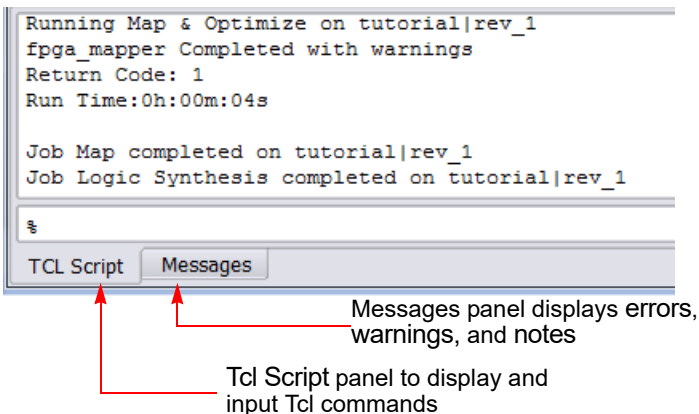 Running Map & Optimize on tutorial|rev_1
fpga_mapper Completed with warnings
Return Code: 1
Run Time:0h:00m:04s
Job Map completed on tutorial|rev_1
Job Logic Synthesis completed on tutorial|rev_1
%
TCL Script Messages
Messages panel displays errors,
warnings, and notes
Tcl Script panel to display and
input Tcl commands